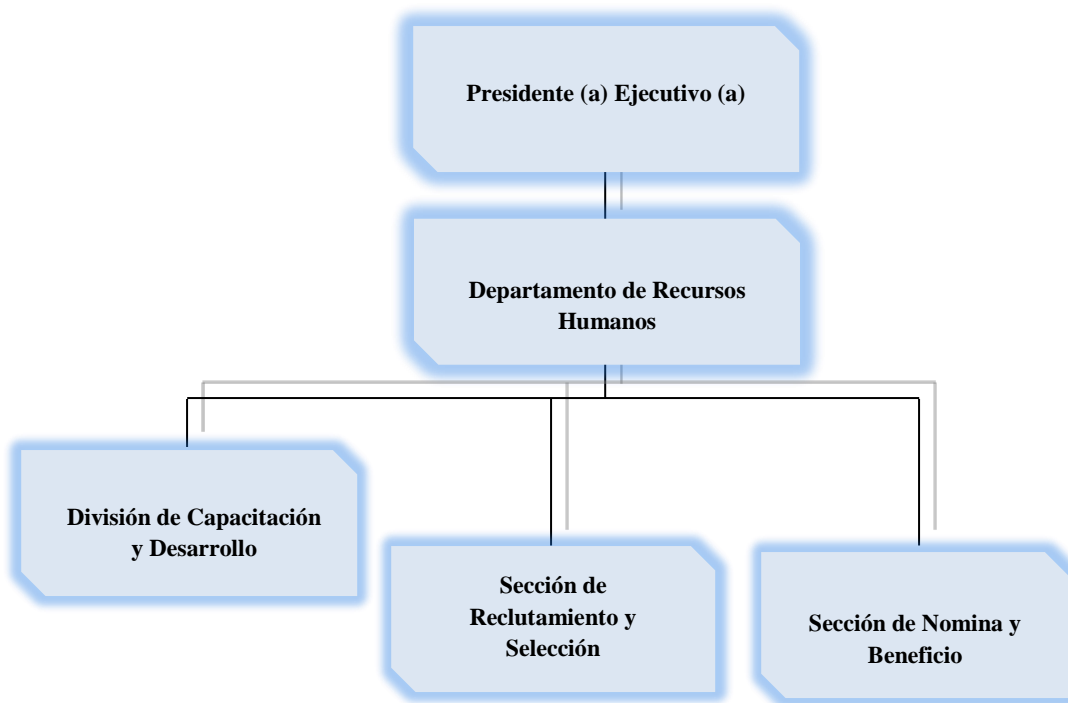 Presidente (a) Ejecutivo (a)
Departamento de Recursos
Humanos
División de Capacitación
y Desarrollo
Sección de
Reclutamiento y
Selección
Sección de Nomina y
Beneficio